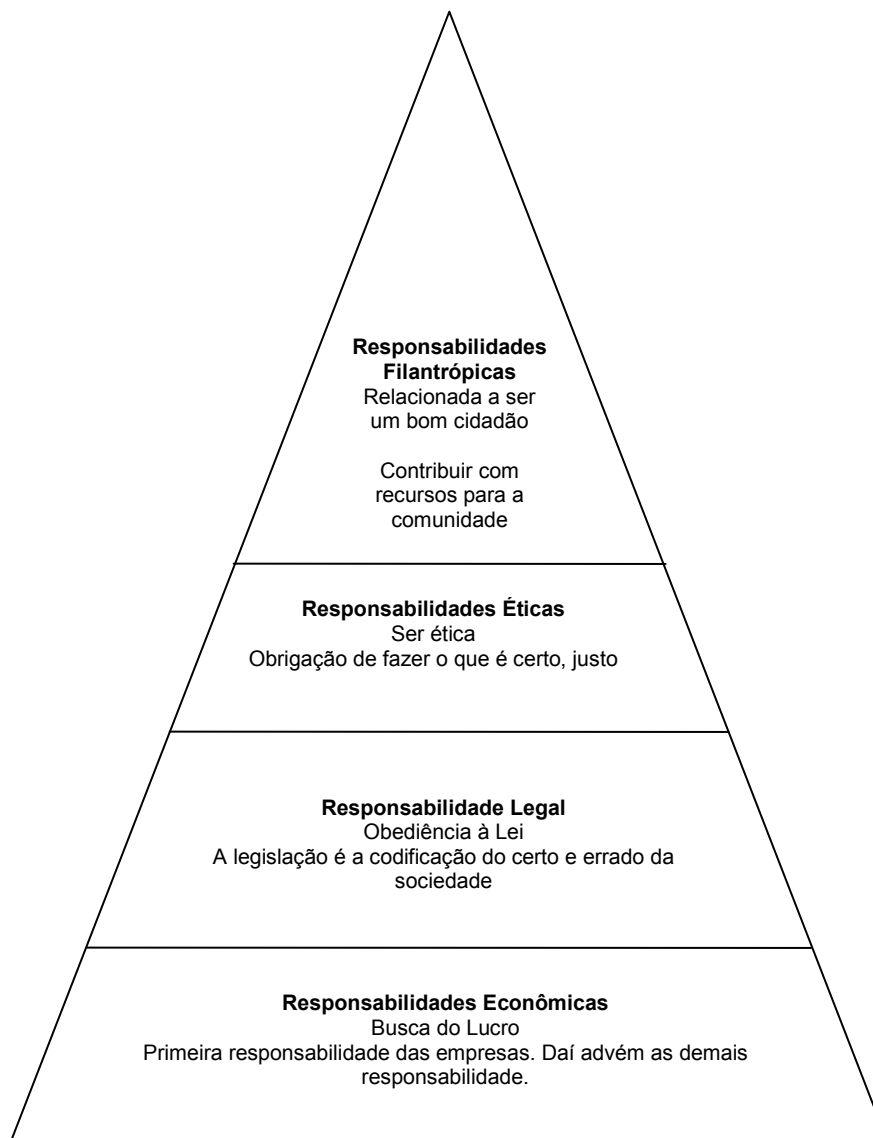 Responsabilidades
Filantrópicas
Relacionada a ser
um bom cidadão
Contribuir com
recursos para a
comunidade
Responsabilidades Éticas
Ser ética
Obrigação de fazer o que é certo, justo
Responsabilidade Legal
Obediência à Lei
A legislação é a codificação do certo e errado da
sociedade
Responsabilidades Econômicas
Busca do Lucro
Primeira responsabilidade das empresas. Daí advém as demais
responsabilidade.